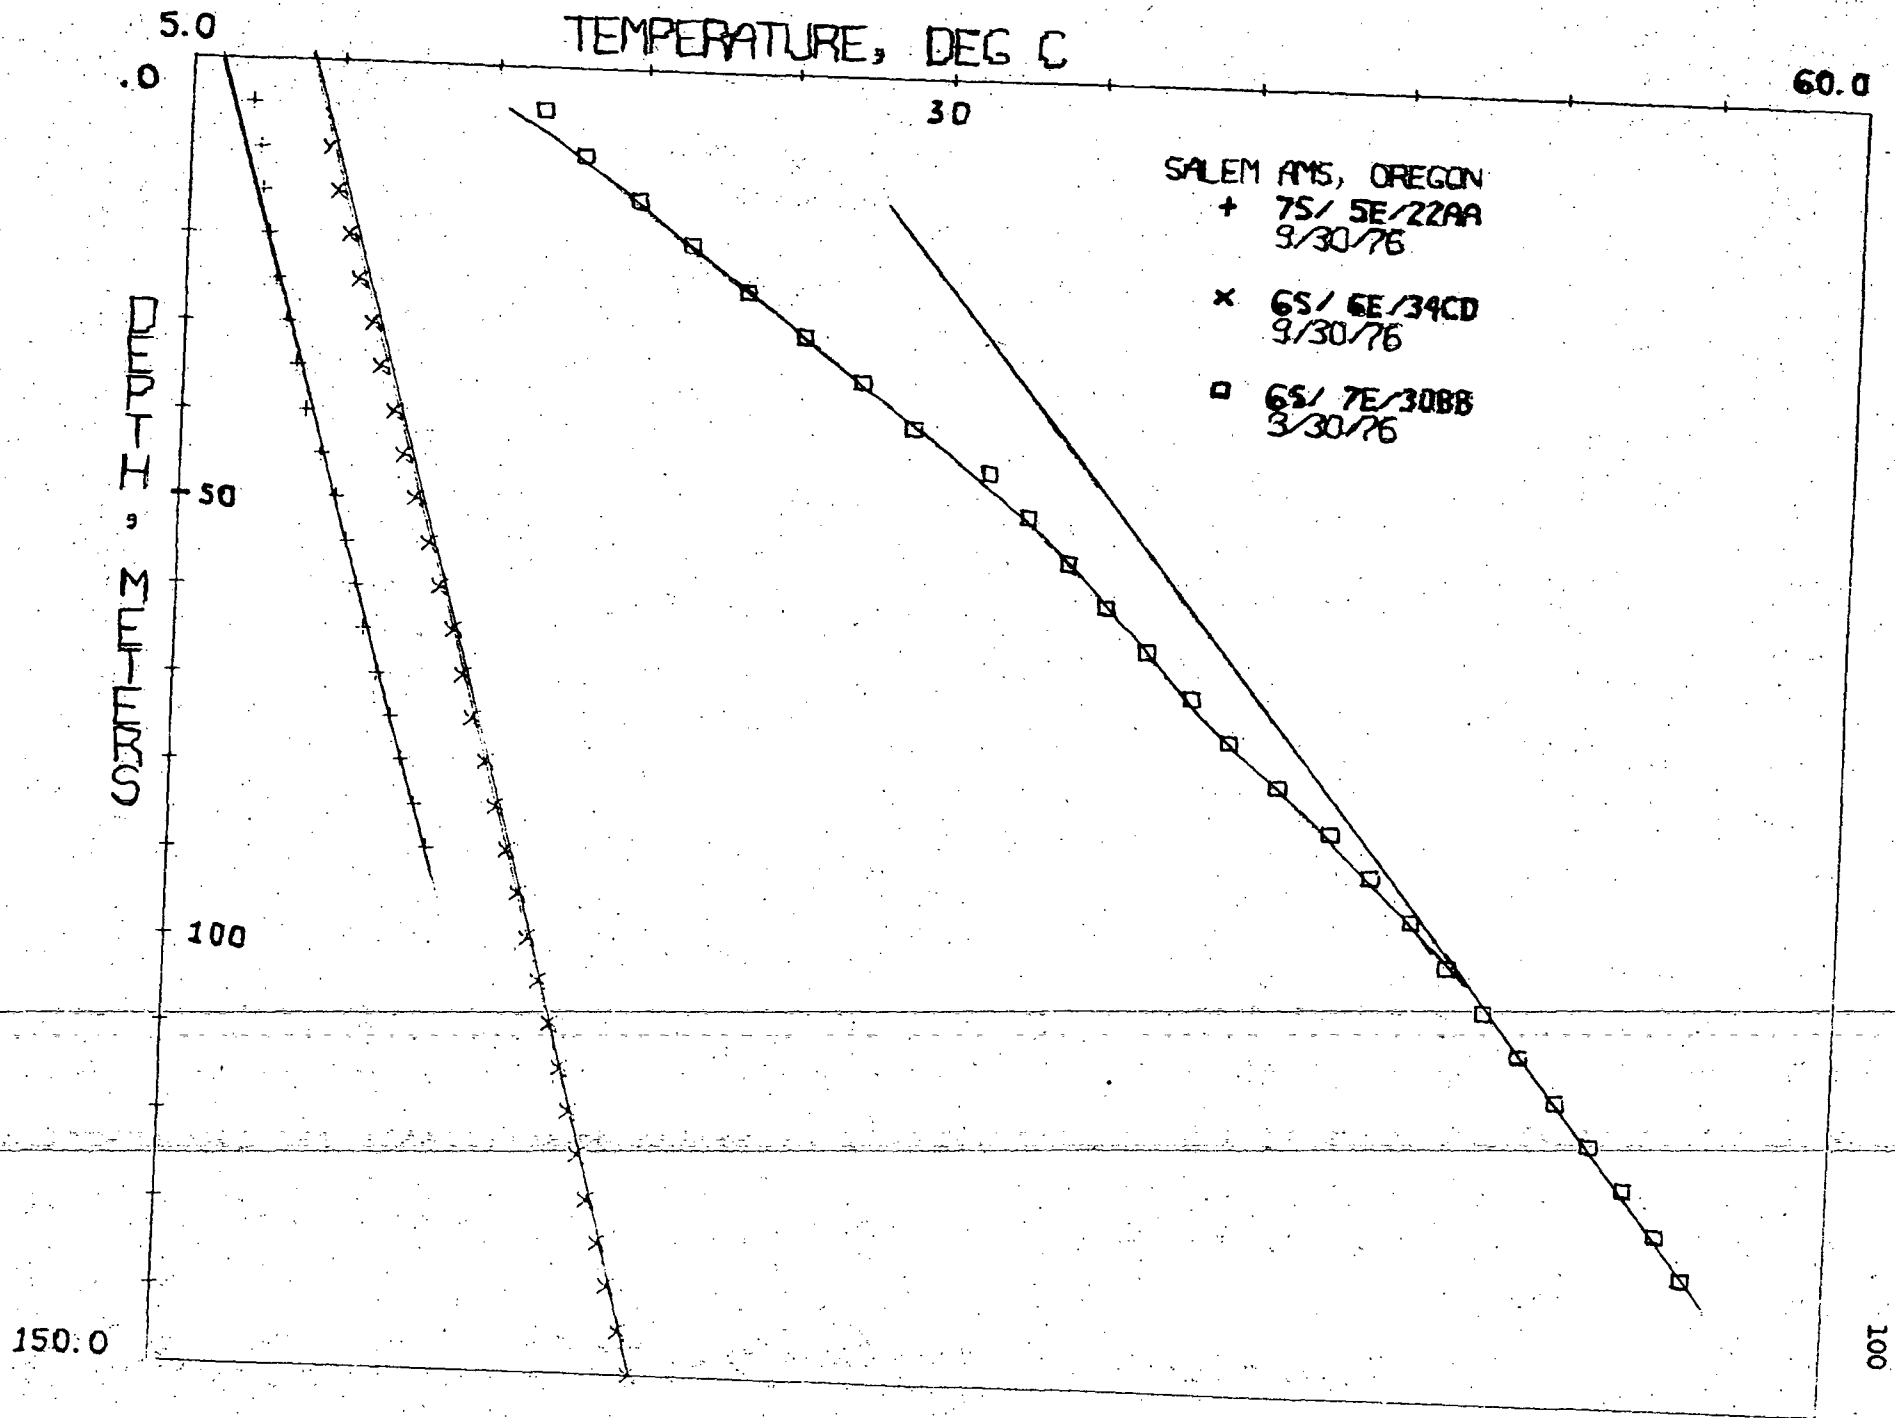 5.0
TEMPERATURE, DEG C
.0
60.0
30
SALEM AMS, OREGON
+ 7S/ 5E/22AA
9/30/76
× 6S/ 6E/34CD
9/30/76
□ 6S/ 7E/30BB
3/30/76
DEPTH, METERS
50
100
150.0
100